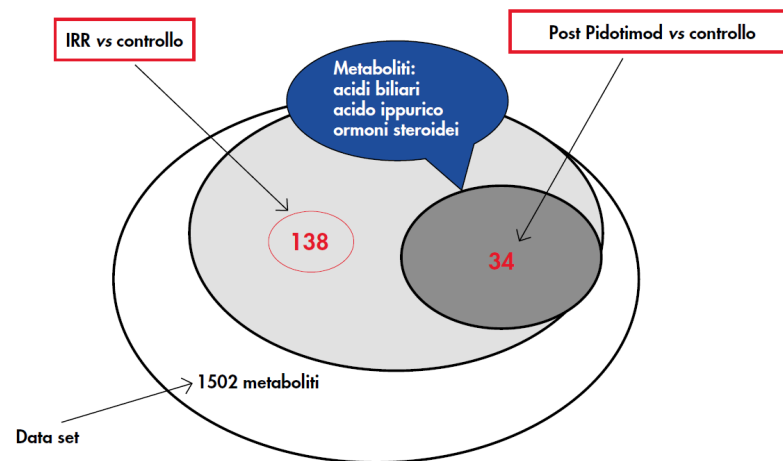 IRR vs controllo
Post Pidotimod vs controllo
Metaboliti:
acidi biliari
acido ippurico
ormoni steroidei
138
34
1502 metaboliti
Data set